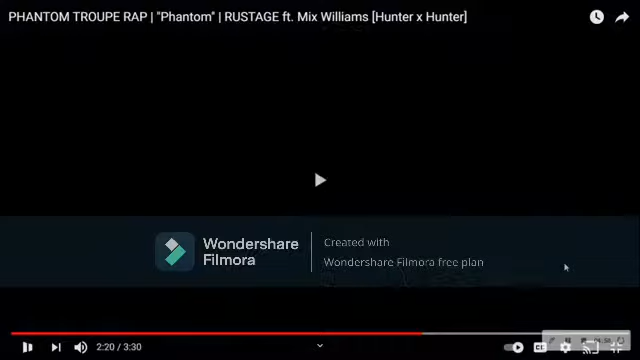 PHANTOM TROUPE RAP | "Phantom" | RUSTAGE ft. Mix Williams [Hunter x Hunter]
Wondershare
Filmora
Created with
Wondershare Filmora free plan
2:20 / 3:30
CC